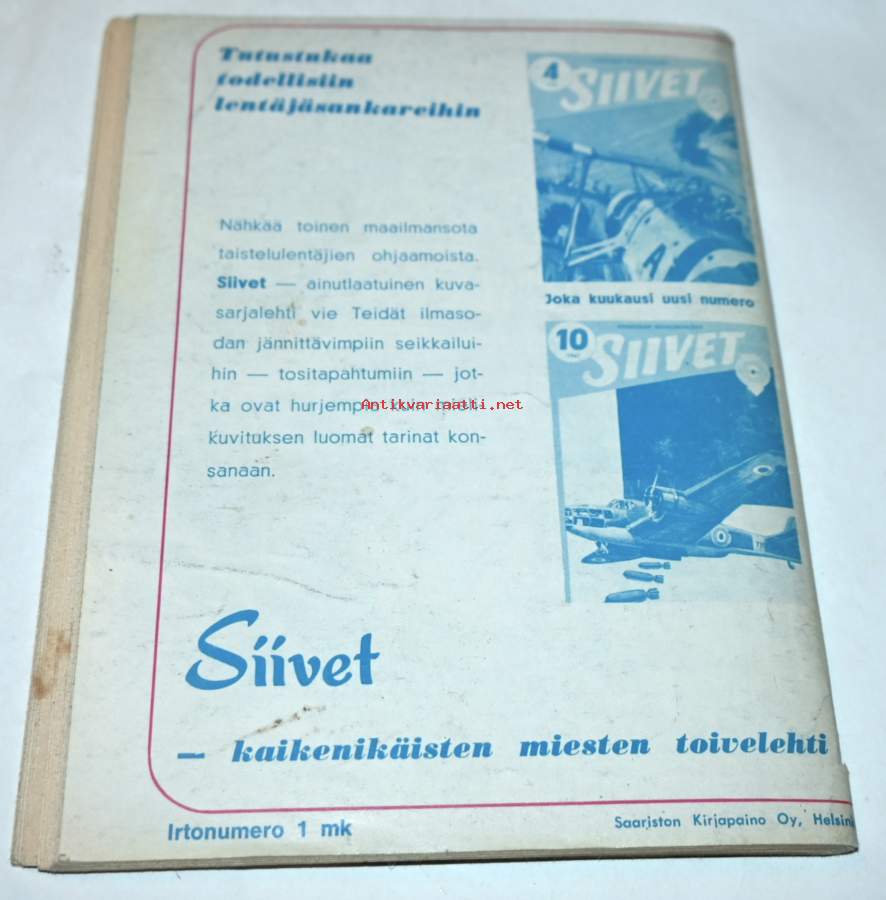 Tutustukaa
todellisiin
lentäjäsankareihin
4
SIIVET
Nähkää toinen maailmansota
taistelulentäjien ohjaamoista.
Siivet — ainutlaatuinen kuva-
sarjalehti vie Teidät ilmaso-
dan jännittävimpiin seikkailui-
hin — tositapahtumiin — jot-
ka ovat hurjempia kuin
kuvituksen luomat tarinat kon-
sanaan.
Antikvariaatti.net
A
Joka kuukausi uusi numero
10
SIIVET
Siivet
— kaikenikäisten miesten toivelehti
Irtonumero 1 mk
Saariston Kirjapaino Oy, Helsin